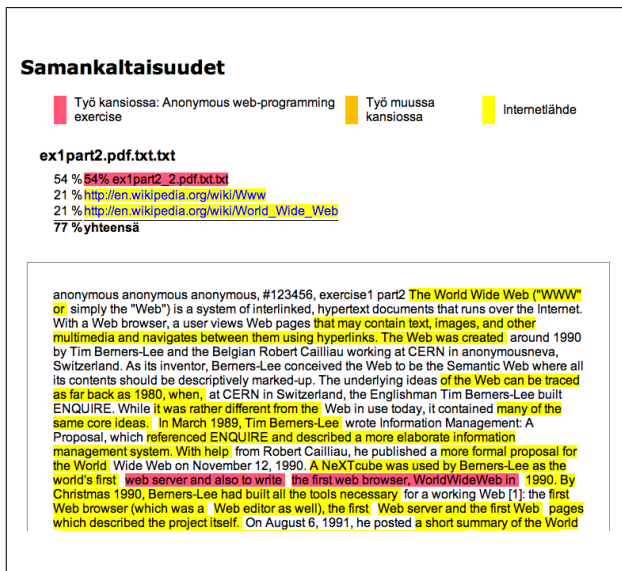 Samankaltaisuudet
Työ kansiossa: Anonymous web-programming
exercise
Työ muussa
kansiossa
Internetlähde
ex1part2.pdf.txt.txt
54 % 54% ex1part2_2.pdf.txt.txt
21 % http://en.wikipedia.org/wiki/Www
21 % http://en.wikipedia.org/wiki/World_Wide_Web
77 % yhteensä
anonymous anonymous anonymous, #123456, exercise1 part2 The World Wide Web ("WWW"
or simply the "Web") is a system of interlinked, hypertext documents that runs over the Internet.
With a Web browser, a user views Web pages that may contain text, images, and other
multimedia and navigates between them using hyperlinks. The Web was created around 1990
by Tim Berners-Lee and the Belgian Robert Cailliau working at CERN in anonymousneva,
Switzerland. As its inventor, Berners-Lee conceived the Web to be the Semantic Web where all
its contents should be descriptively marked-up. The underlying ideas of the Web can be traced
as far back as 1980, when, at CERN in Switzerland, the Englishman Tim Berners-Lee built
ENQUIRE. While it was rather different from the Web in use today, it contained many of the
same core ideas. In March 1989, Tim Berners-Lee wrote Information Management: A
Proposal, which referenced ENQUIRE and described a more elaborate information
management system. With help from Robert Cailliau, he published a more formal proposal for
the World Wide Web on November 12, 1990. A NeXTcube was used by Berners-Lee as the
world's first web server and also to write the first web browser, WorldWideWeb in 1990. By
Christmas 1990, Berners-Lee had built all the tools necessary for a working Web [1]: the first
Web browser (which was a Web editor as well), the first Web server and the first Web pages
which described the project itself. On August 6, 1991, he posted a short summary of the World